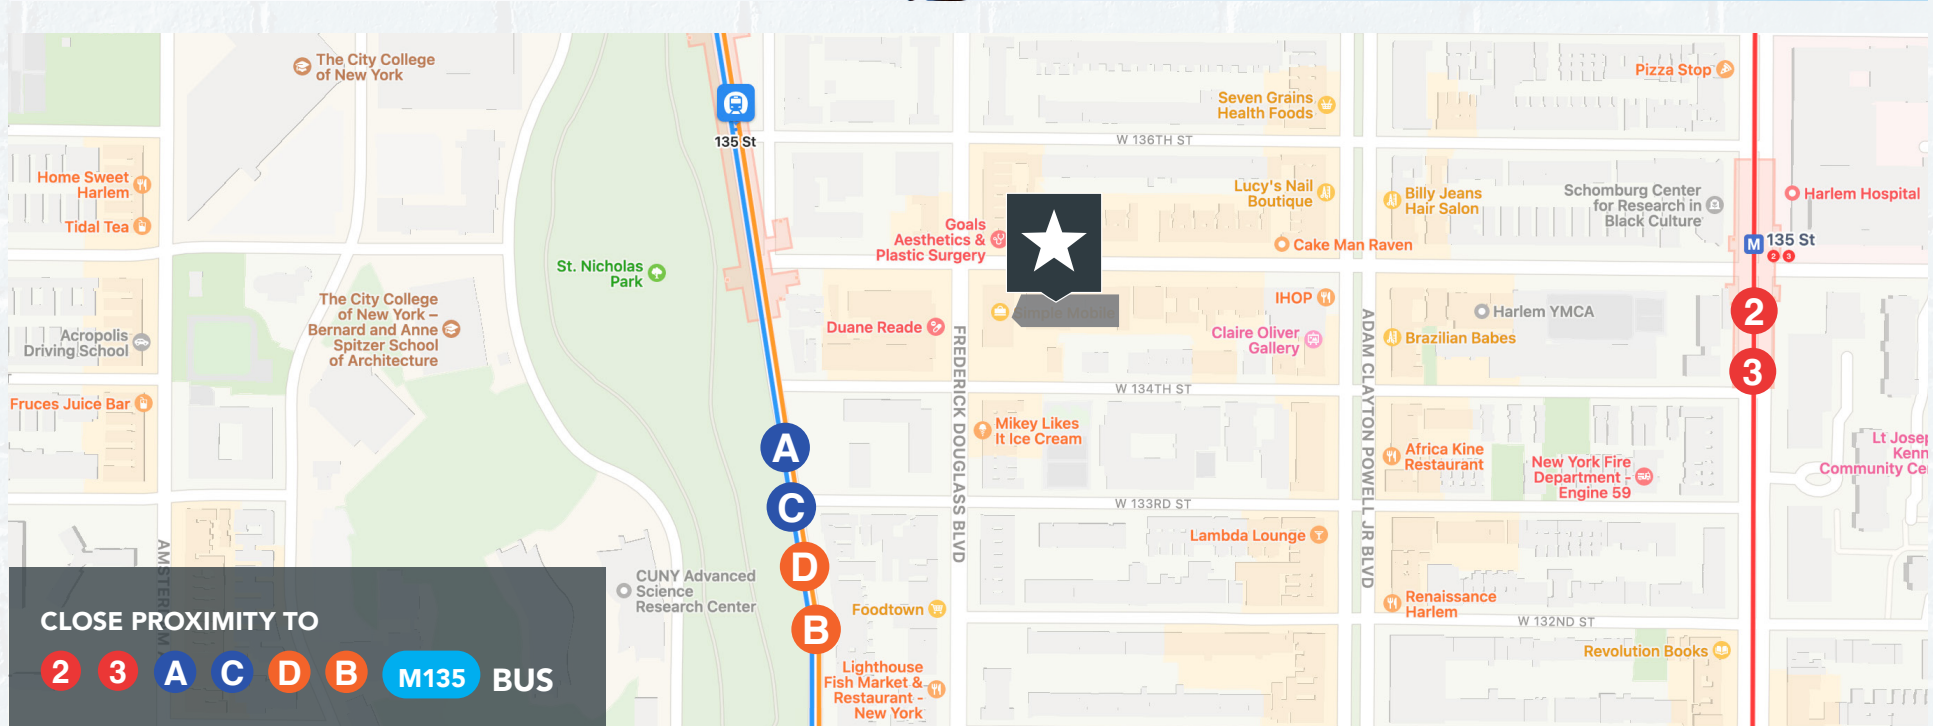 The City College
of New York
135 St
Pizza Stop
Seven Grains
Health Foods
W 136TH ST
Home Sweet
Harlem
Tidal Tea
Lucy's Nail
Boutique
Billy Jeans
Hair Salon
Schomburg Center
for Research in
Black Culture
Harlem Hospital
Goals
Aesthetics &
Plastic Surgery
Cake Man Raven
M 135 St
2 3
St. Nicholas
Park
The City College
of New York –
Bernard and Anne
Spitzer School
of Architecture
Acropolis
Driving School
Duane Reade
Simple Mobile
IHOP
Claire Oliver
Gallery
Harlem YMCA
Brazilian Babes
2
3
FREDERICK DOUGLASS BLVD
ADAM CLAYTON POWELL JR BLVD
W 134TH ST
Fruces Juice Bar
Mikey Likes
It Ice Cream
Africa Kine
Restaurant
New York Fire
Department -
Engine 59
Lt Josep
Kenn
Community Ce
A
C
D
B
W 133RD ST
Lambda Lounge
CUNY Advanced
Science
Research Center
Foodtown
Renaissance
Harlem
W 132ND ST
Revolution Books
Lighthouse
Fish Market &
Restaurant -
New York
CLOSE PROXIMITY TO
2 3 A C D B M135 BUS